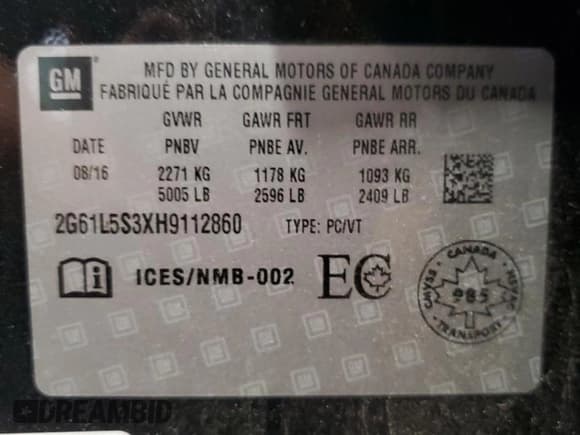 GM
MFD BY GENERAL MOTORS OF CANADA COMPANY
FABRIQUÉ PAR LA COMPAGNIE GENERAL MOTORS DU CANADA
GVWR GAWR FRT GAWR RR
DATE PNBV PNBE AV. PNBE ARR.
08/16 2271 KG 1178 KG 1093 KG
5005 LB 2596 LB 2409 LB
2G61L5S3XH9112860 TYPE: PC/VT
i ICES/NMB-002 EC
CANADA
CMVSS NSVAC
985
TRANSPORT
DREAMBID